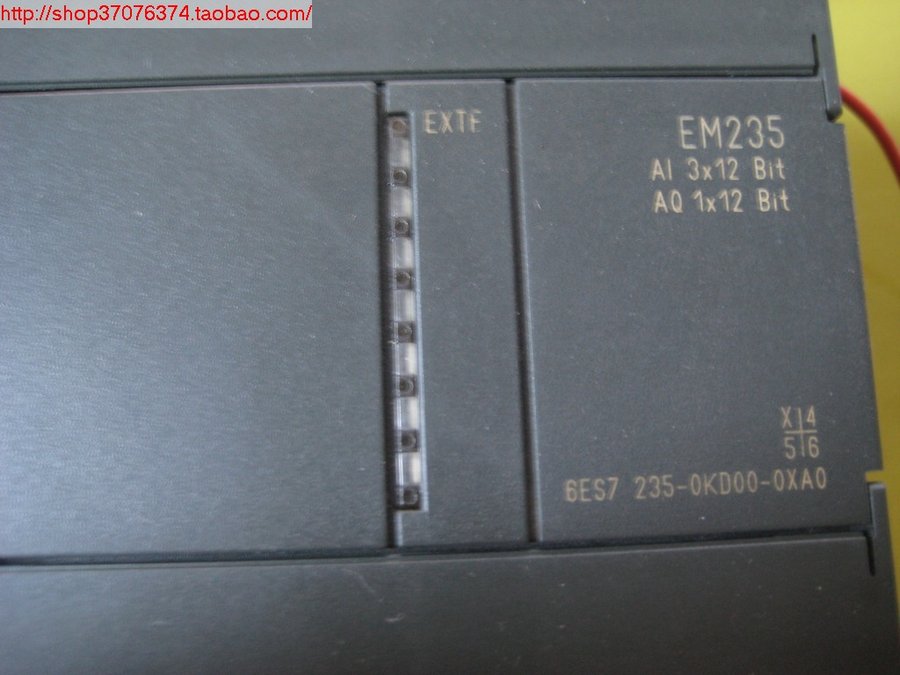 http://shop37076374.taobao.com/
EXTF
EM235
AI 3x12 Bit
AQ 1x12 Bit
X 4
5 6
6ES7 235-0KD00-0XA0